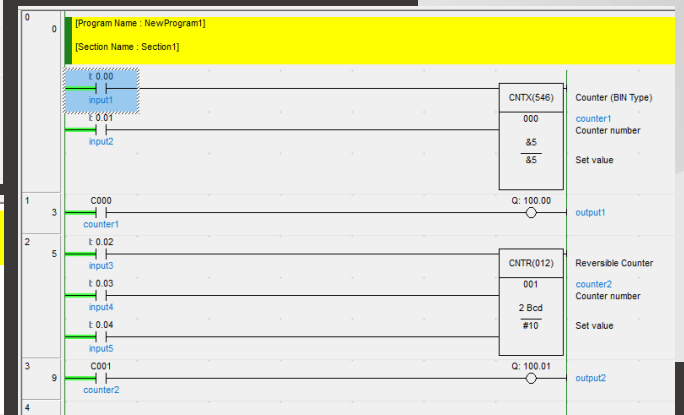 0
0
[Program Name : NewProgram1]
[Section Name : Section1]
I: 0.00
input1
CNTX(546)
Counter (BIN Type)
I: 0.01
input2
000
counter1
Counter number
&5
&5
Set value
1
3
C000
counter1
Q: 100.00
output1
2
5
I: 0.02
input3
CNTR(012)
Reversible Counter
I: 0.03
input4
001
counter2
Counter number
2 Bcd
#10
Set value
I: 0.04
input5
3
9
C001
counter2
Q: 100.01
output2
4